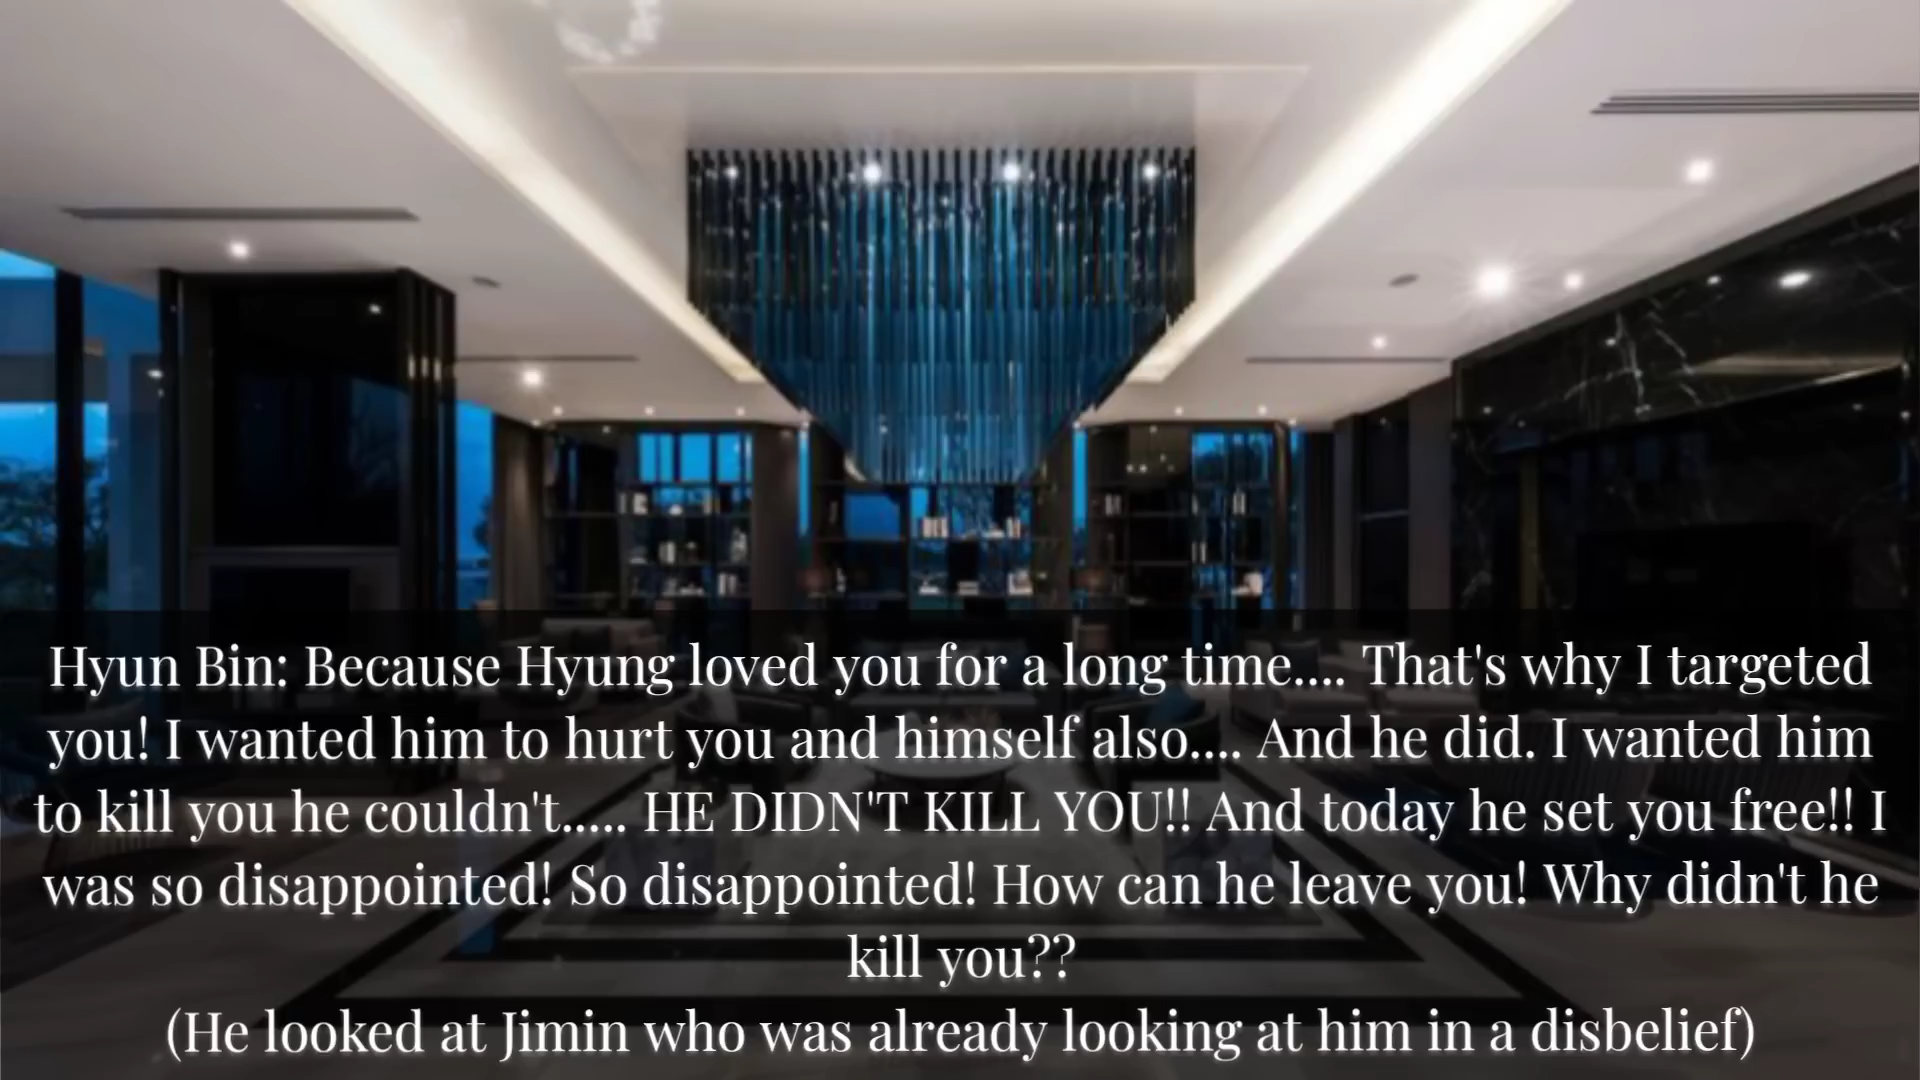 Hyun Bin: Because Hyung loved you for a long time.... That's why I targeted
you! I wanted him to hurt you and himself also.... And he did. I wanted him
to kill you he couldn't..... HE DIDN'T KILL YOU!! And today he set you free!! I
was so disappointed! So disappointed! How can he leave you! Why didn't he
kill you??
(He looked at Jimin who was already looking at him in a disbelief)